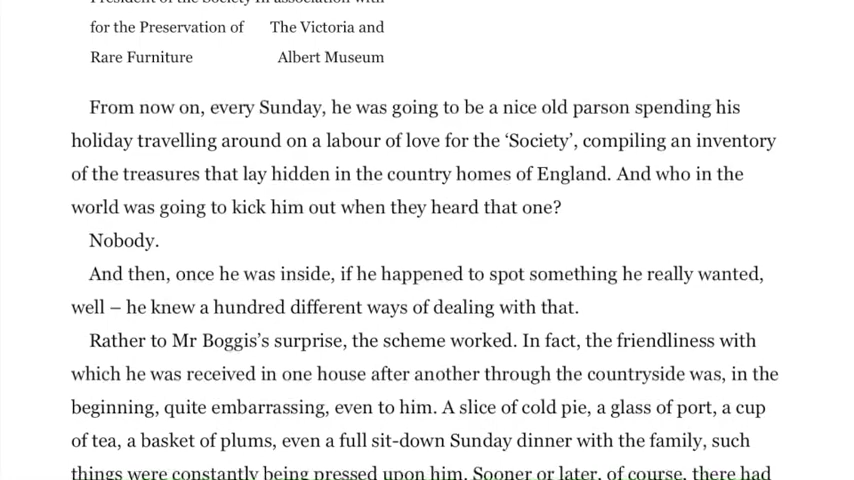 President of the Society In association with
for the Preservation of The Victoria and
Rare Furniture Albert Museum
From now on, every Sunday, he was going to be a nice old parson spending his
holiday travelling around on a labour of love for the ‘Society’, compiling an inventory
of the treasures that lay hidden in the country homes of England. And who in the
world was going to kick him out when they heard that one?
Nobody.
And then, once he was inside, if he happened to spot something he really wanted,
well – he knew a hundred different ways of dealing with that.
Rather to Mr Boggis’s surprise, the scheme worked. In fact, the friendliness with
which he was received in one house after another through the countryside was, in the
beginning, quite embarrassing, even to him. A slice of cold pie, a glass of port, a cup
of tea, a basket of plums, even a full sit-down Sunday dinner with the family, such
things were constantly being pressed upon him. Sooner or later, of course, there had